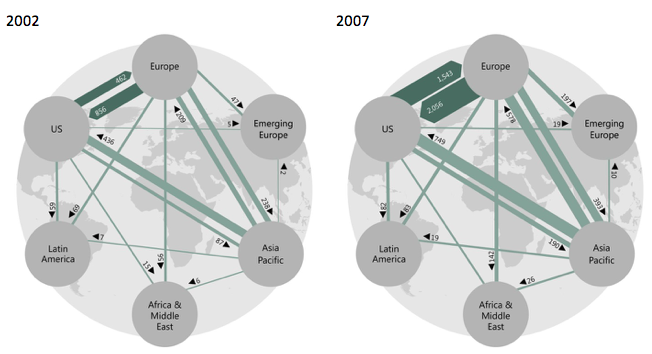 2002
2007
Europe
462
856
US
47
Emerging
Europe
5
209
436
2
59
69
238
87
Latin
America
7
Asia
Pacific
15
56
6
Africa &
Middle
East
Europe
1,543
2,056
US
197
Emerging
Europe
19
578
749
10
82
83
393
190
Latin
America
19
Asia
Pacific
142
26
Africa &
Middle
East